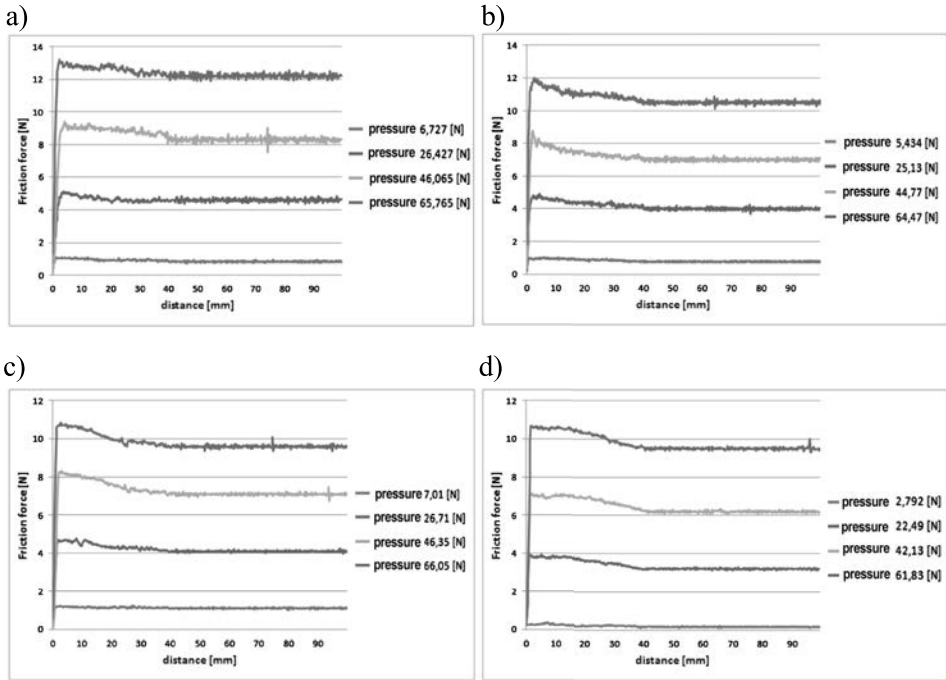 a)
14
12
10
8
6
4
2
0
Friction force [N]
0 10 20 30 40 50 60 70 80 90
distance [mm]
pressure 6,727 [N]
pressure 26,427 [N]
pressure 46,065 [N]
pressure 65,765 [N]
b)
14
12
10
8
6
4
2
0
Friction force [N]
0 10 20 30 40 50 60 70 80 90
distance [mm]
pressure 5,434 [N]
pressure 25,13 [N]
pressure 44,77 [N]
pressure 64,47 [N]
c)
12
10
8
6
4
2
0
Friction force [N]
0 10 20 30 40 50 60 70 80 90
distance [mm]
pressure 7,01 [N]
pressure 26,71 [N]
pressure 46,35 [N]
pressure 66,05 [N]
d)
12
10
8
6
4
2
0
Friction force [N]
0 10 20 30 40 50 60 70 80 90
distance [mm]
pressure 2,792 [N]
pressure 22,49 [N]
pressure 42,13 [N]
pressure 61,83 [N]